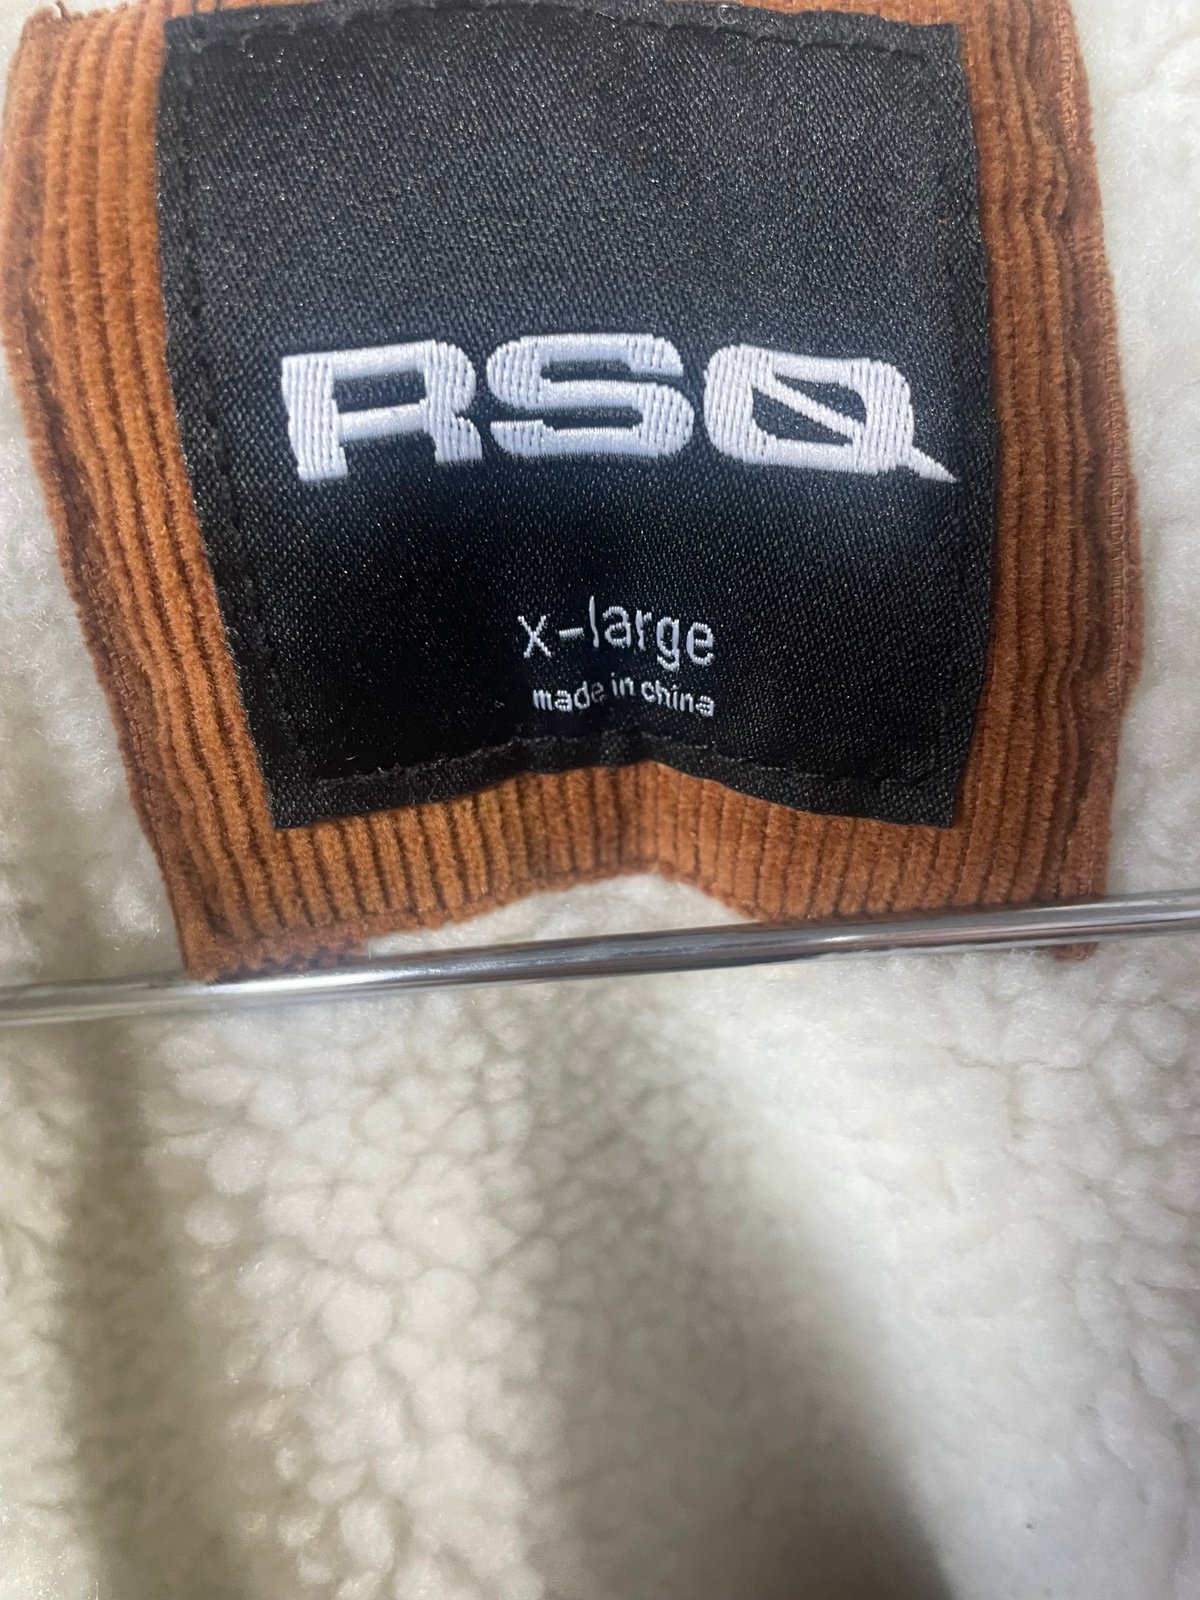 RSQ
x-large
made in china